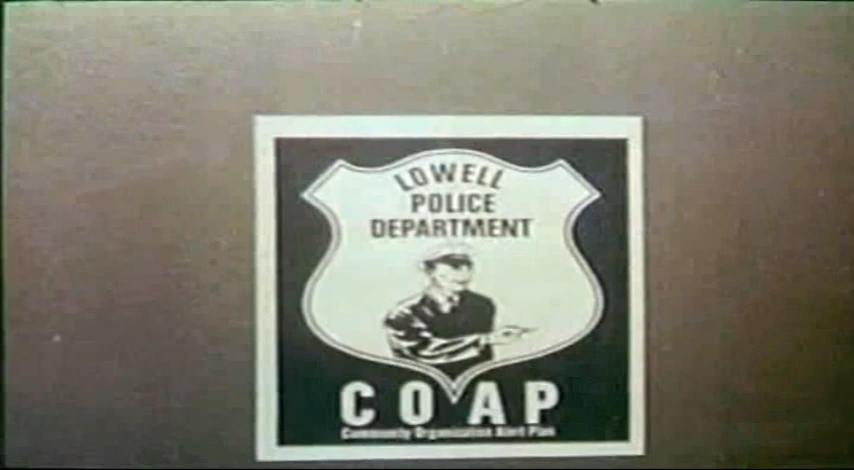 LOWELL
POLICE
DEPARTMENT
COAP
Community Organization Alert Plan